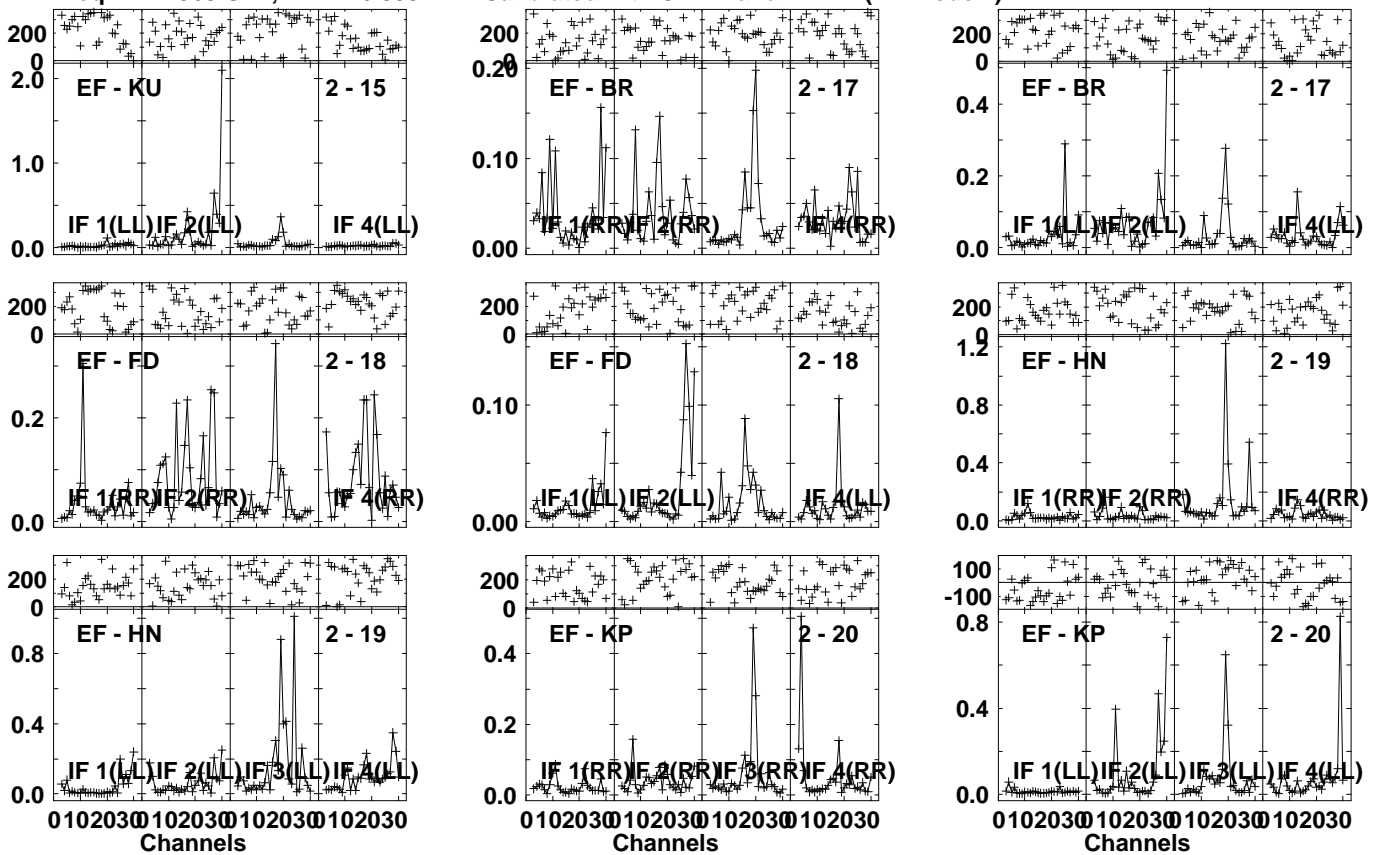 200
0
2.0
1.0
0.0
EF - KU
2 - 15
IF 1(LL)
IF 2(LL)
IF 4(LL)
200
0
0.20
0.10
0.00
EF - BR
2 - 17
IF 1(RR)
IF 2(RR)
IF 4(RR)
200
0
0.4
0.2
0.0
EF - BR
2 - 17
IF 1(LL)
IF 2(LL)
IF 4(LL)
200
0
0.2
0.0
EF - FD
2 - 18
IF 1(RR)
IF 2(RR)
IF 4(RR)
200
0
0.10
0.00
EF - FD
2 - 18
IF 1(LL)
IF 2(LL)
IF 4(LL)
200
0
1.2
0.8
0.4
0.0
EF - HN
2 - 19
IF 1(RR)
IF 2(RR)
IF 4(RR)
200
0
0.8
0.4
0.0
EF - HN
2 - 19
IF 1(LL)
IF 2(LL)
IF 3(LL)
IF 4(LL)
0102030 0102030 0102030 0102030
Channels
200
0
0.4
0.2
0.0
EF - KP
2 - 20
IF 1(RR)
IF 2(RR)
IF 3(RR)
IF 4(RR)
0102030 0102030 0102030 0102030
Channels
100
-100
0.8
0.4
0.0
EF - KP
2 - 20
IF 1(LL)
IF 2(LL)
IF 3(LL)
IF 4(LL)
0102030 0102030 0102030 0102030
Channels